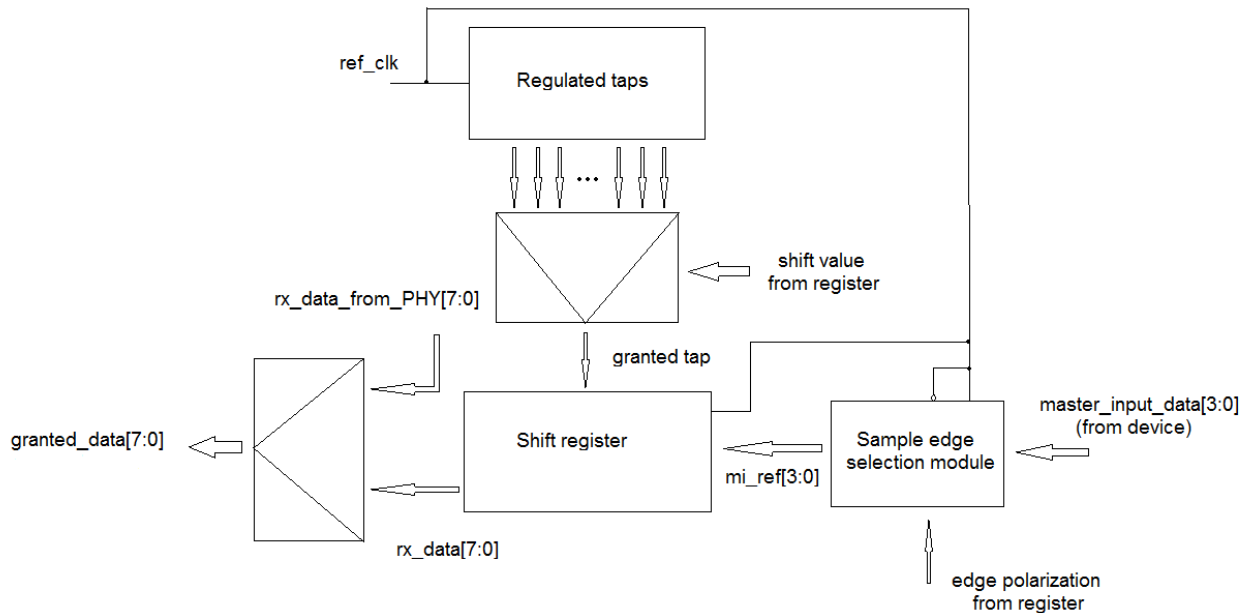 ref_clk
Regulated taps
shift value
from register
rx_data_from_PHY[7:0]
granted tap
granted_data[7:0]
Shift register
mi_ref[3:0]
Sample edge
selection module
master_input_data[3:0]
(from device)
rx_data[7:0]
edge polarization
from register